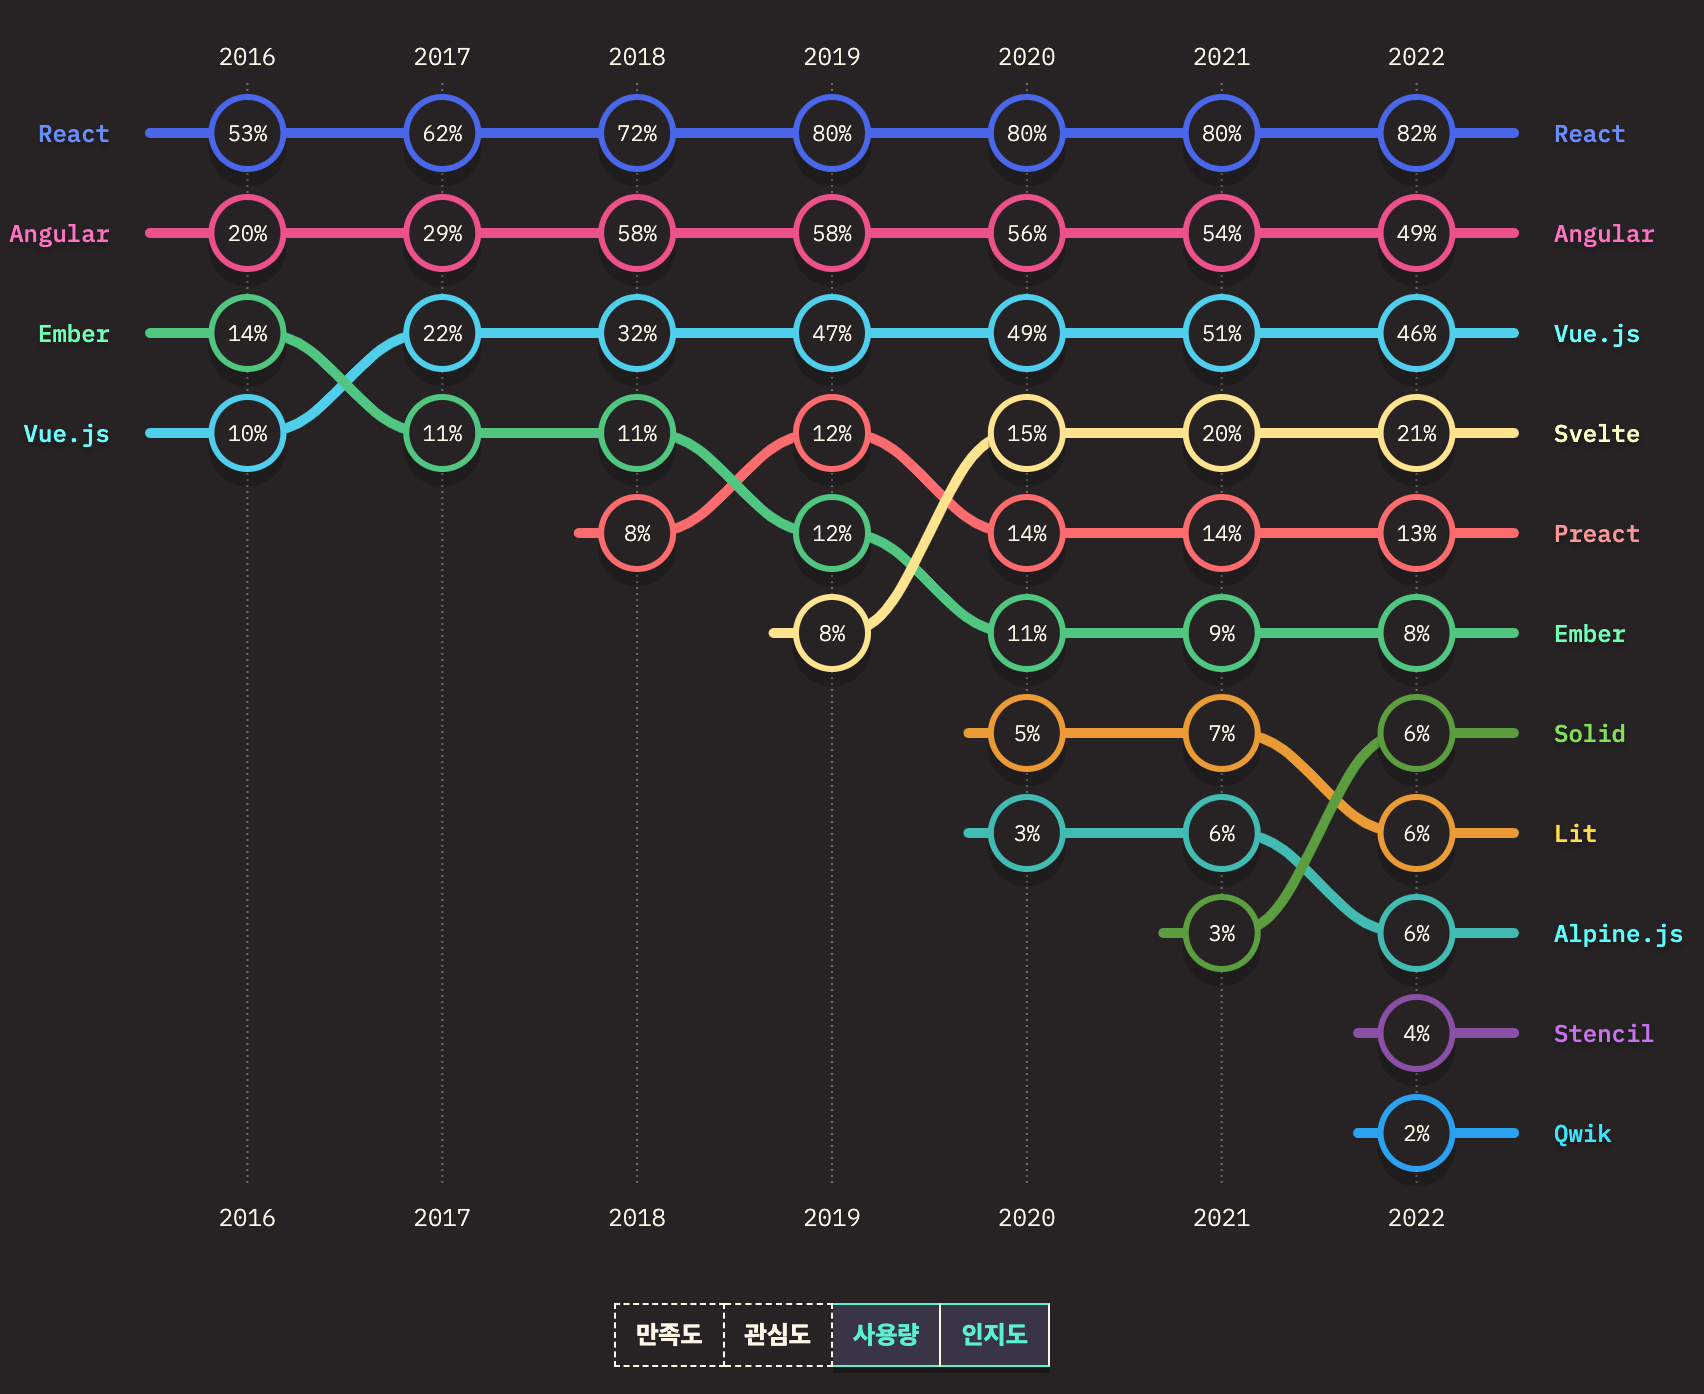 2016 2017 2018 2019 2020 2021 2022
React 53% 62% 72% 80% 80% 80% 82% React
Angular 20% 29% 58% 58% 56% 54% 49% Angular
Ember 14% 22% 32% 47% 49% 51% 46% Vue.js
Vue.js 10% 11% 11% 12% 15% 20% 21% Svelte
8% 12% 14% 14% 13% Preact
8% 11% 9% 8% Ember
5% 7% 6% Solid
3% 6% 6% Lit
3% 6% Alpine.js
4% Stencil
2% Qwik
2016 2017 2018 2019 2020 2021 2022
만족도 관심도 사용량 인지도